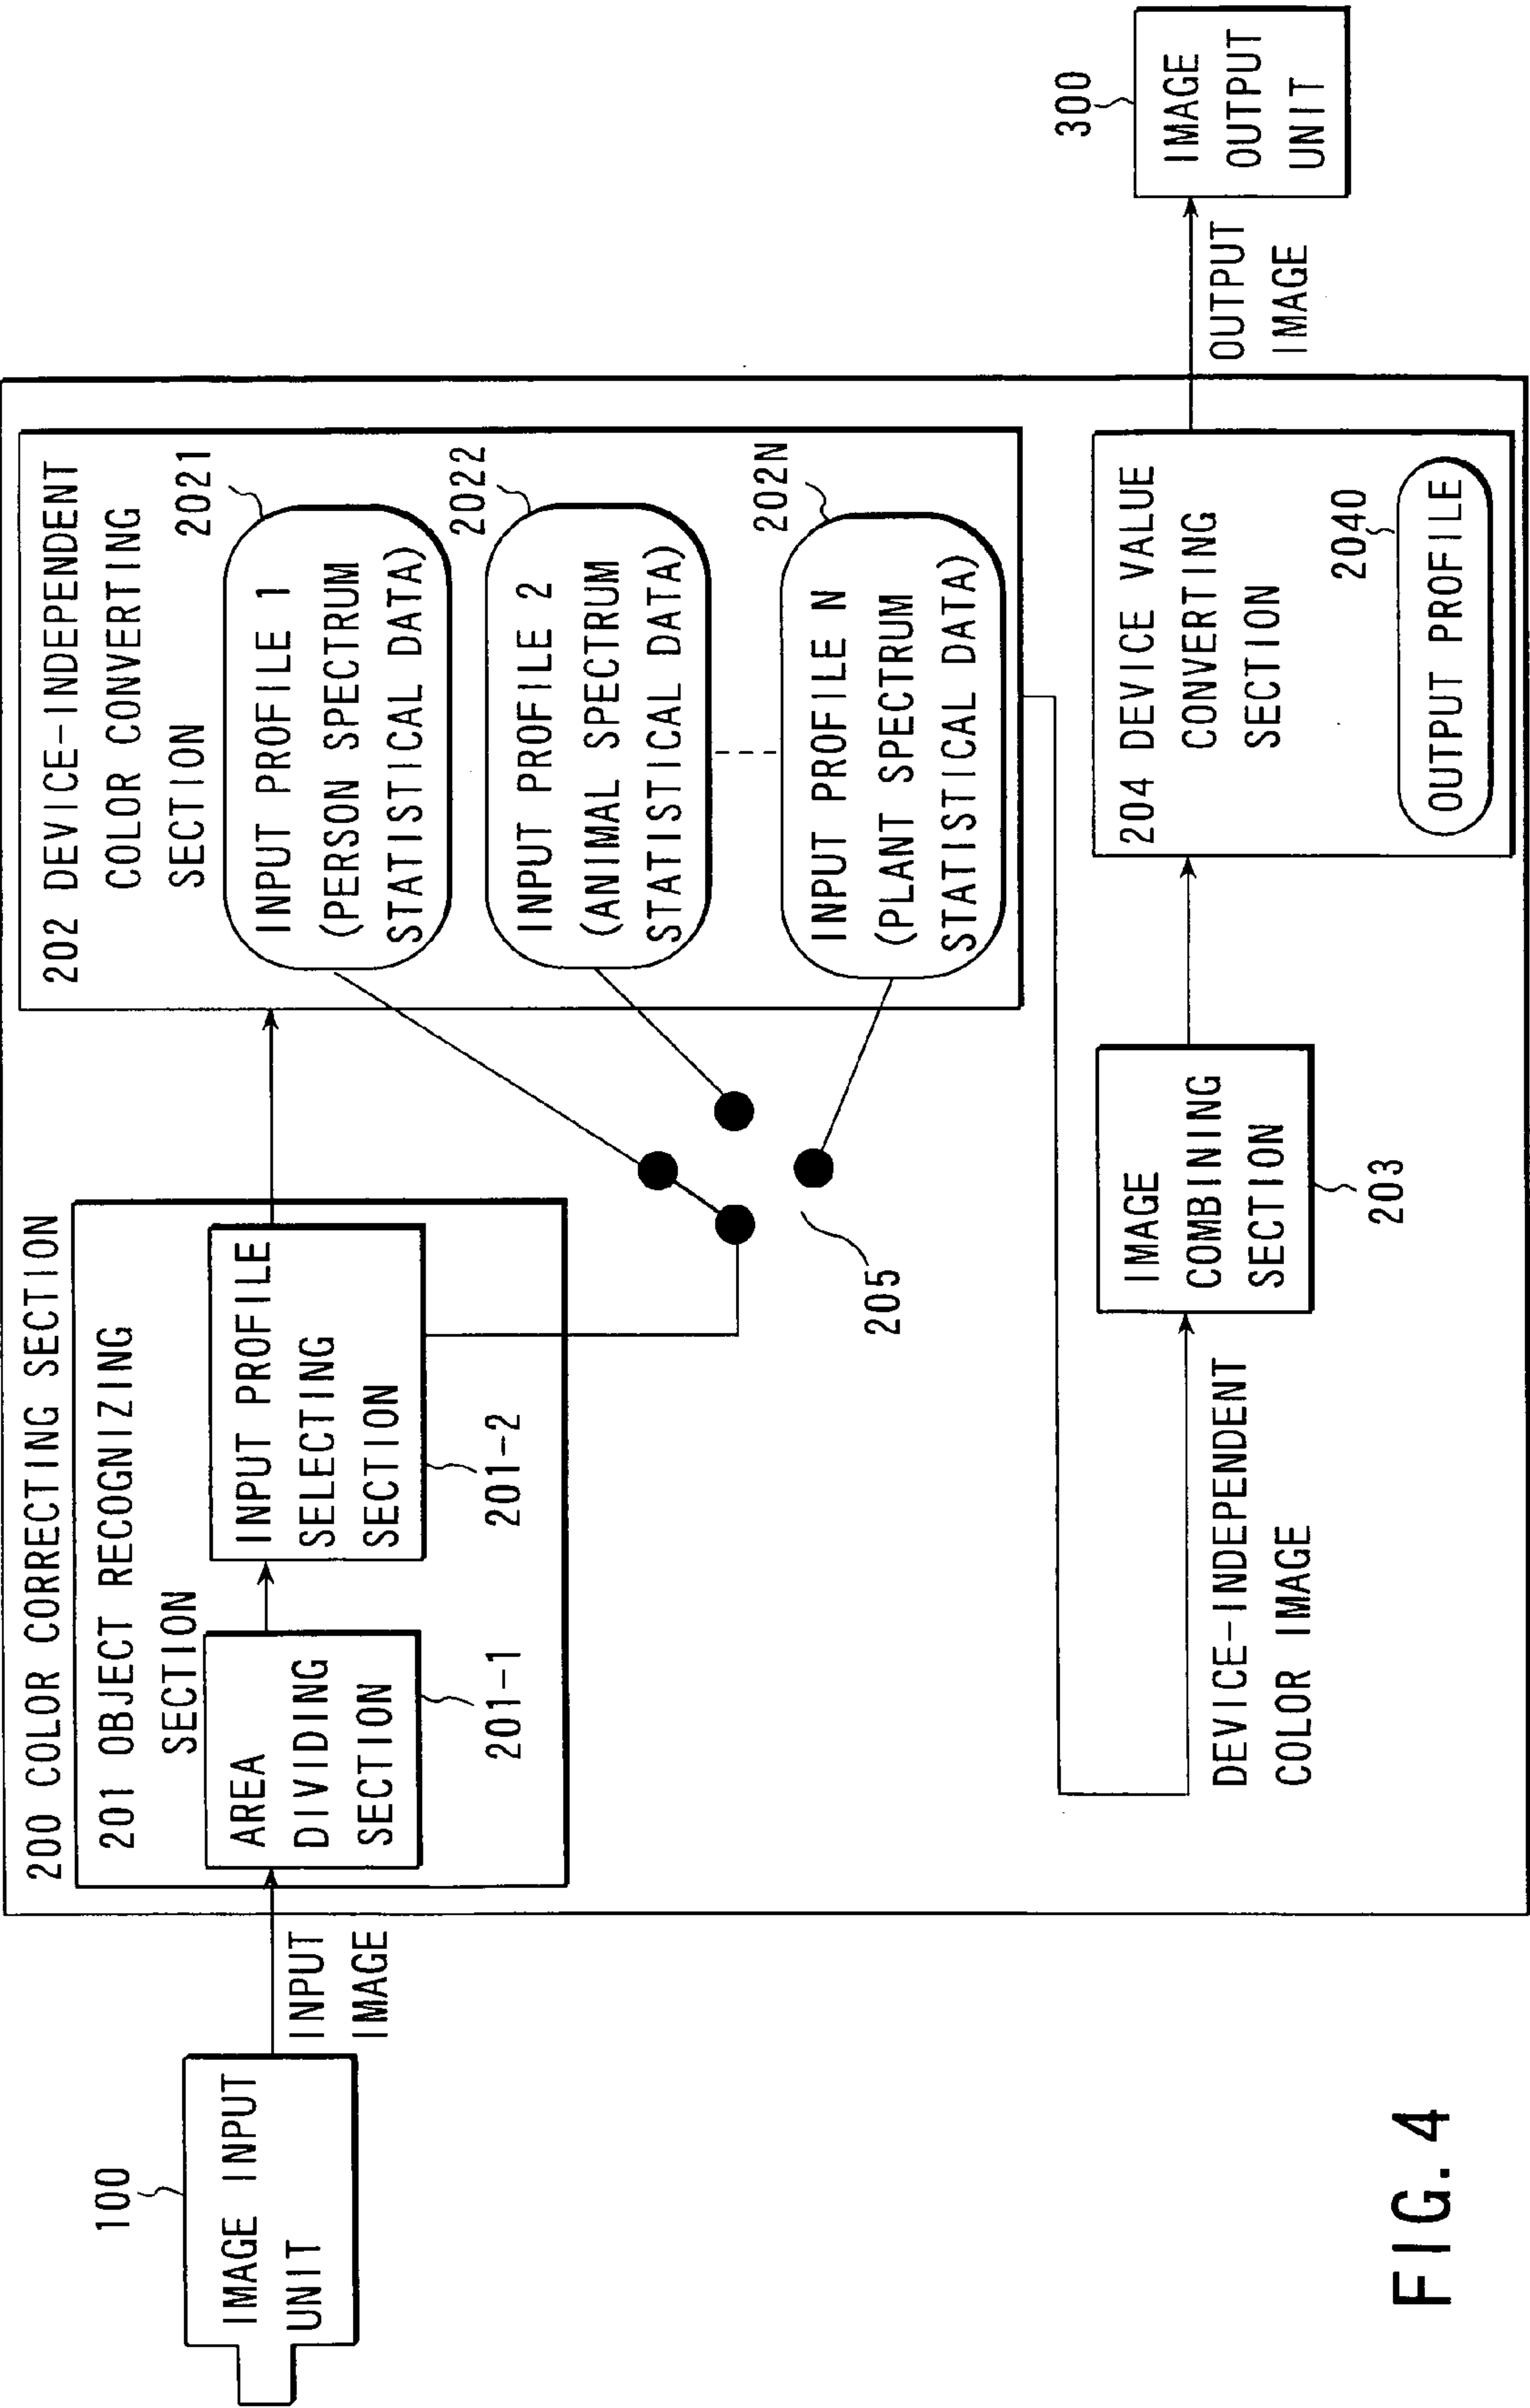 100
IMAGE INPUT
UNIT
INPUT
IMAGE
200 COLOR CORRECTING SECTION
201 OBJECT RECOGNIZING
SECTION
AREA
DIVIDING
SECTION
201-1
INPUT PROFILE
SELECTING
SECTION
201-2
205
202 DEVICE-INDEPENDENT
COLOR CONVERTING
SECTION
2021
INPUT PROFILE 1
(PERSON SPECTRUM
STATISTICAL DATA)
2022
INPUT PROFILE 2
(ANIMAL SPECTRUM
STATISTICAL DATA)
202N
INPUT PROFILE N
(PLANT SPECTRUM
STATISTICAL DATA)
DEVICE-INDEPENDENT
COLOR IMAGE
IMAGE
COMBINING
SECTION
203
204 DEVICE VALUE
CONVERTING
SECTION
2040
OUTPUT PROFILE
OUTPUT
IMAGE
300
IMAGE
OUTPUT
UNIT
FIG. 4